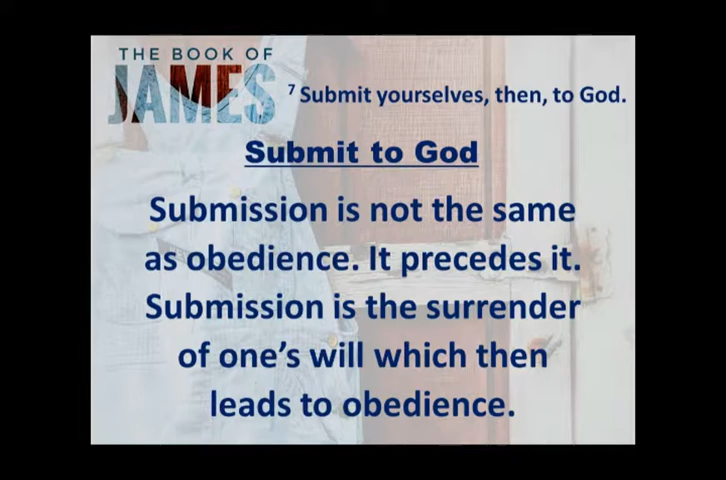 THE BOOK OF
JAMES
7 Submit yourselves, then, to God.
Submit to God
Submission is not the same
as obedience. It precedes it.
Submission is the surrender
of one's will which then
leads to obedience.